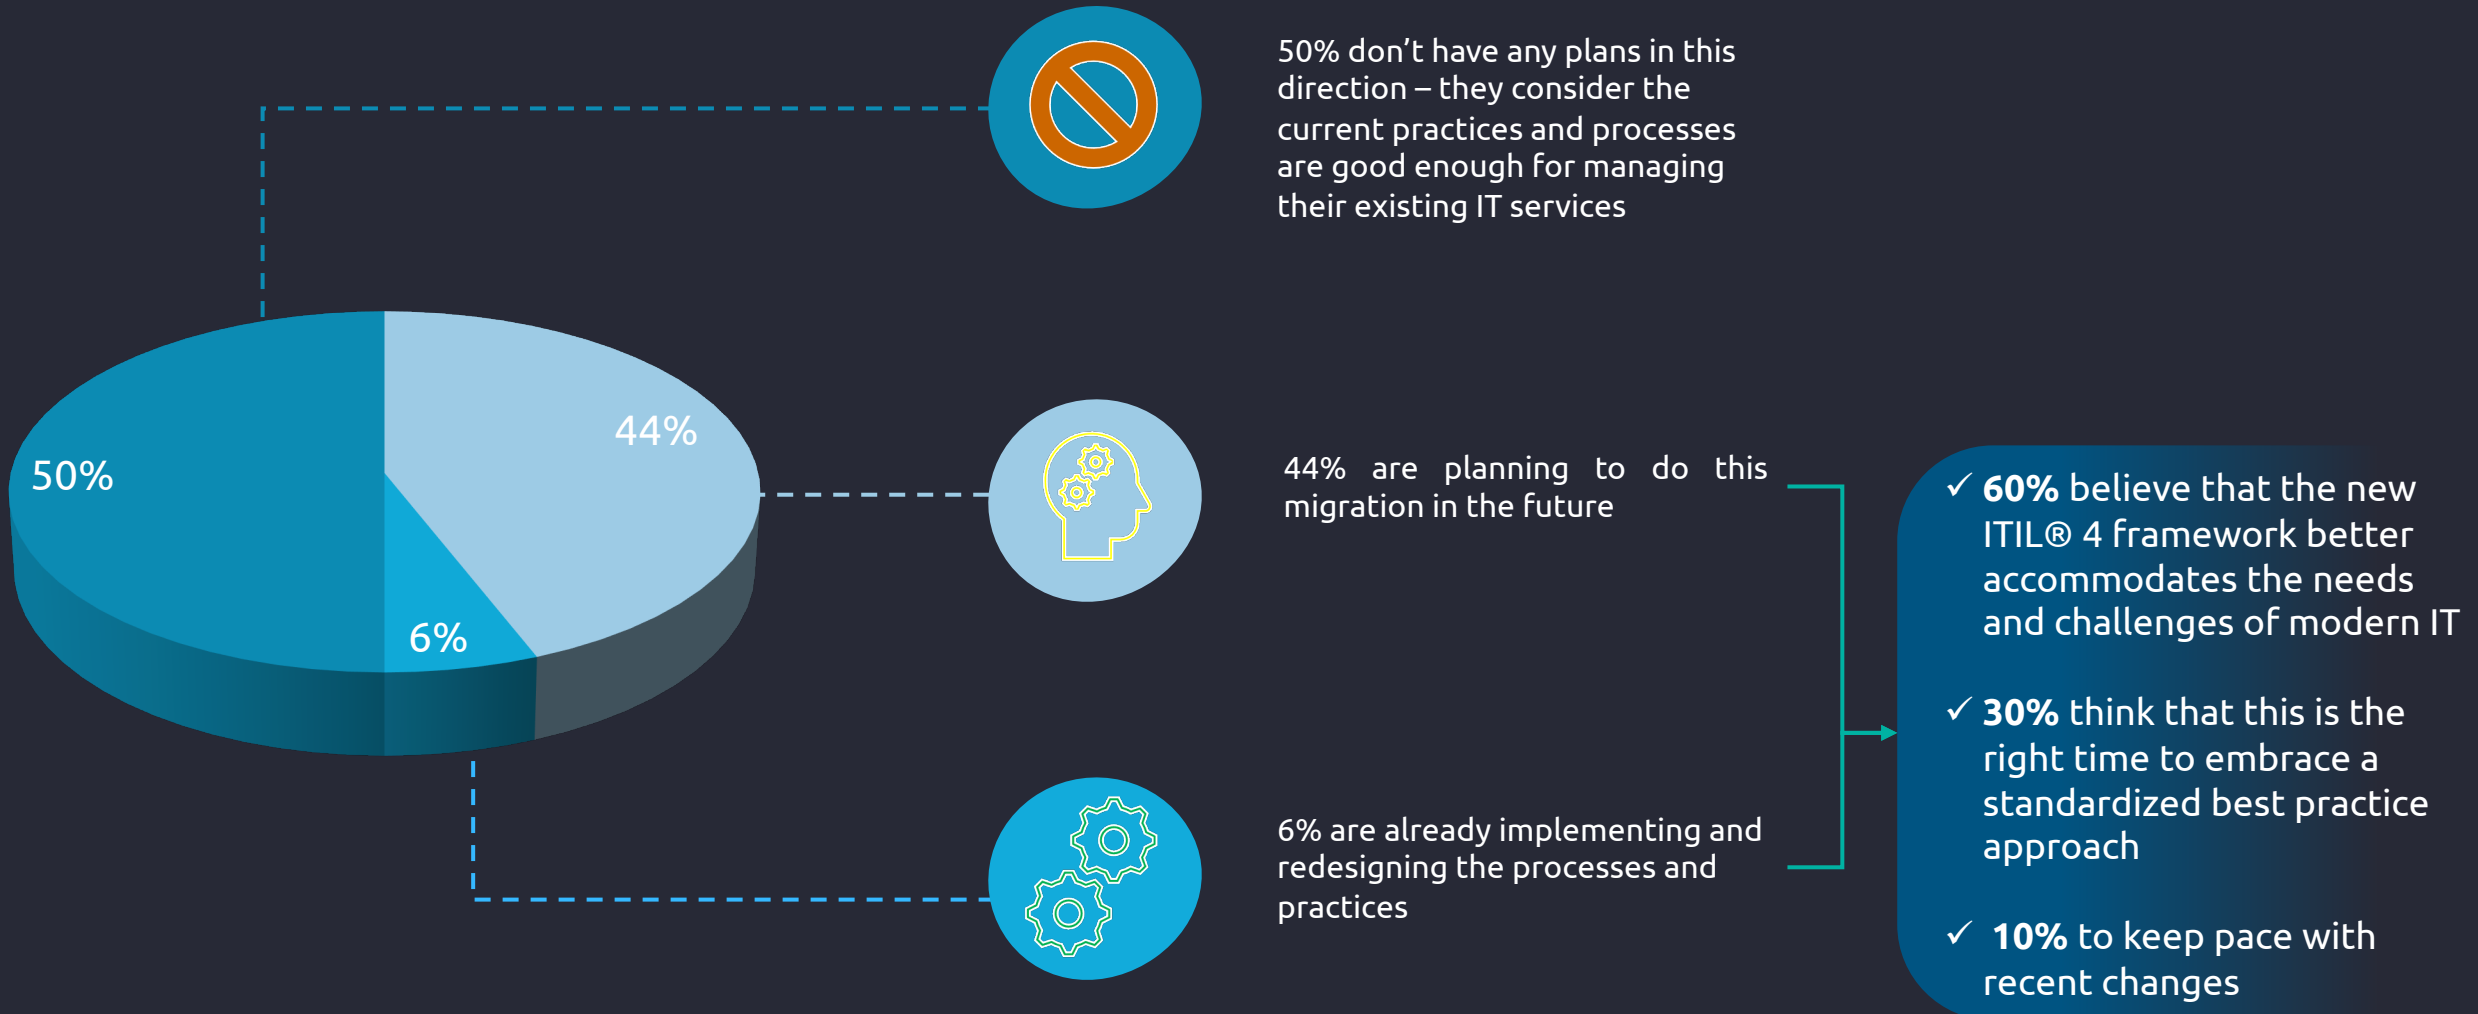 50% don’t have any plans in this
direction – they consider the
current practices and processes
are good enough for managing
their existing IT services
44%
50%
6%
44% are planning to do this
migration in the future
6% are already implementing and
redesigning the processes and
practices
✓ 60% believe that the new
ITIL® 4 framework better
accommodates the needs
and challenges of modern IT
✓ 30% think that this is the
right time to embrace a
standardized best practice
approach
✓ 10% to keep pace with
recent changes